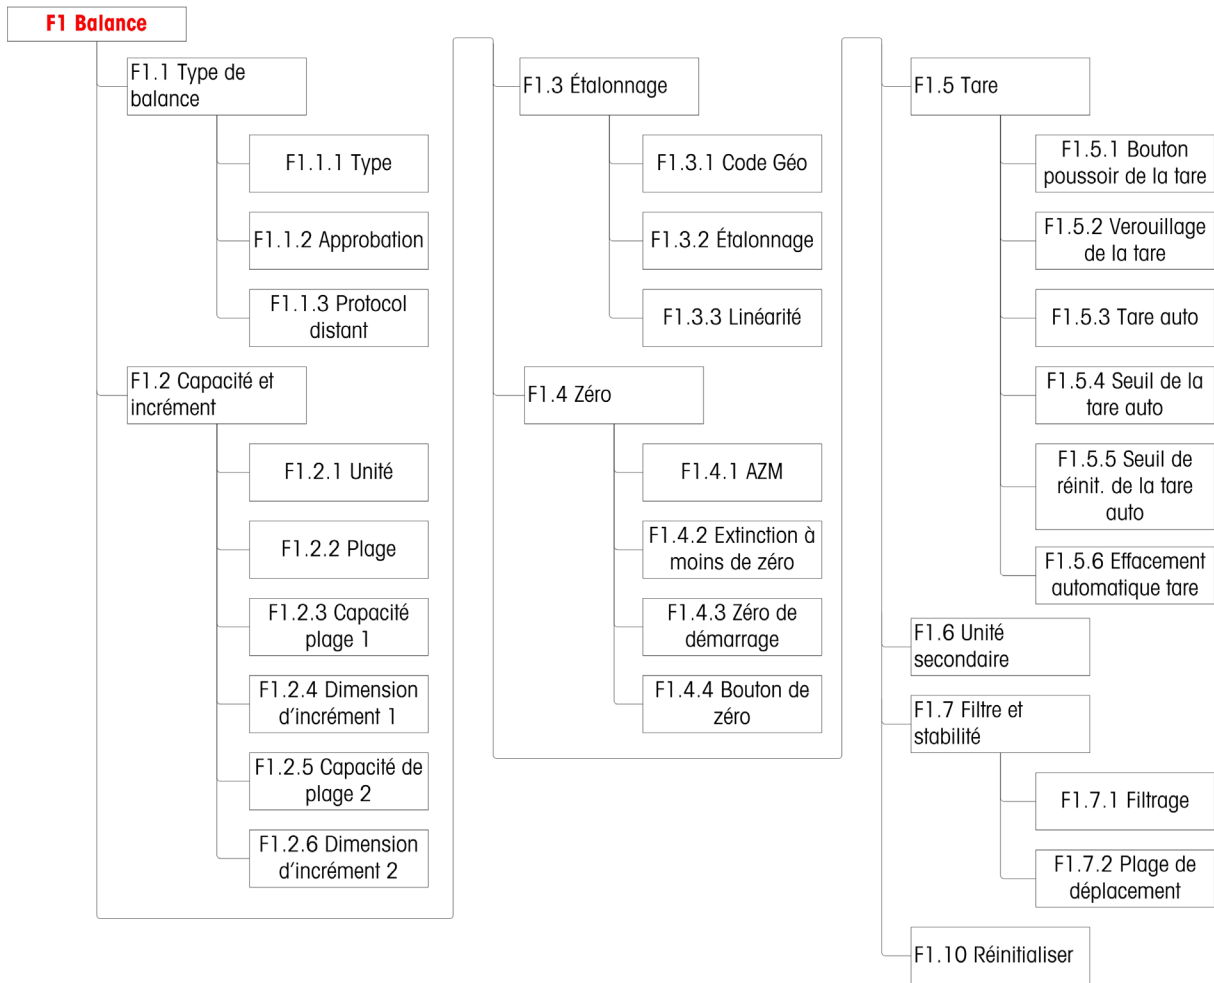 F1 Balance
F1.1 Type de
balance
F1.1.1 Type
F1.1.2 Approbation
F1.1.3 Protocol
distant
F1.2 Capacité et
incrément
F1.2.1 Unité
F1.2.2 Plage
F1.2.3 Capacité
plage 1
F1.2.4 Dimension
d'incrément 1
F1.2.5 Capacité de
plage 2
F1.2.6 Dimension
d'incrément 2
F1.3 Étalonnage
F1.3.1 Code Géo
F1.3.2 Étalonnage
F1.3.3 Linéarité
F1.4 Zéro
F1.4.1 AZM
F1.4.2 Extinction à
moins de zéro
F1.4.3 Zéro de
démarrage
F1.4.4 Bouton de
zéro
F1.5 Tare
F1.5.1 Bouton
poussoir de la tare
F1.5.2 Verouillage
de la tare
F1.5.3 Tare auto
F1.5.4 Seuil de la
tare auto
F1.5.5 Seuil de
réinit. de la tare
auto
F1.5.6 Effacement
automatique tare
F1.6 Unité
secondaire
F1.7 Filtre et
stabilité
F1.7.1 Filtrage
F1.7.2 Plage de
déplacement
F1.10 Réinitialiser